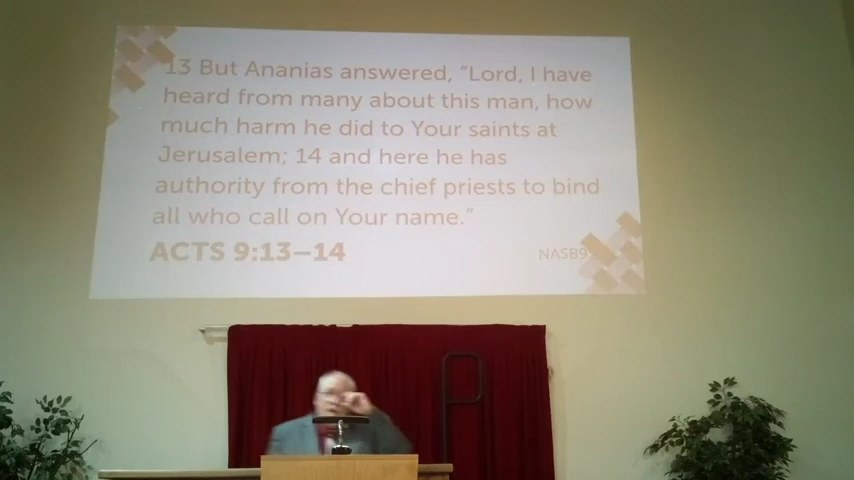 13 But Ananias answered, “Lord, I have
heard from many about this man, how
much harm he did to Your saints at
Jerusalem; 14 and here he has
authority from the chief priests to bind
all who call on Your name.”
ACTS 9:13–14
NASB9